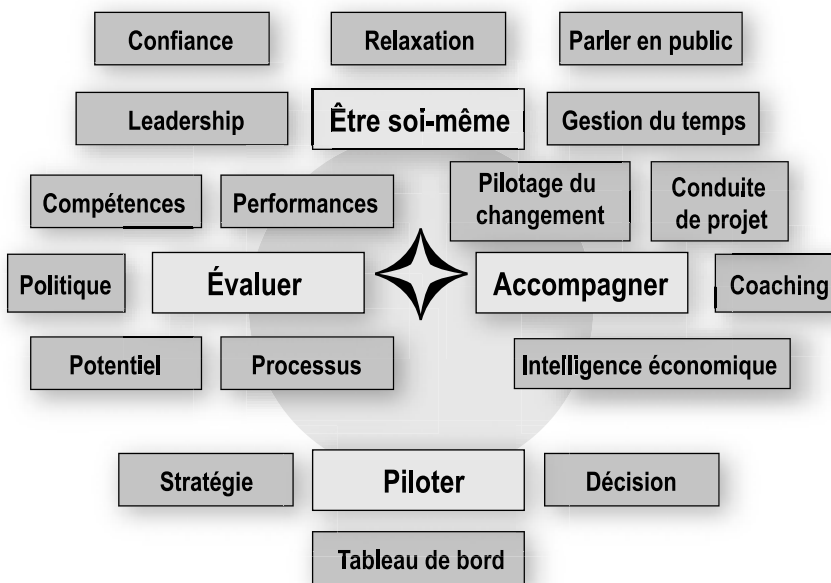 Confiance
Relaxation
Parler en public
Leadership
Être soi-même
Gestion du temps
Compétences
Performances
Pilotage du
changement
Conduite
de projet
Politique
Évaluer
Accompagner
Coaching
Potentiel
Processus
Intelligence économique
Stratégie
Piloter
Décision
Tableau de bord